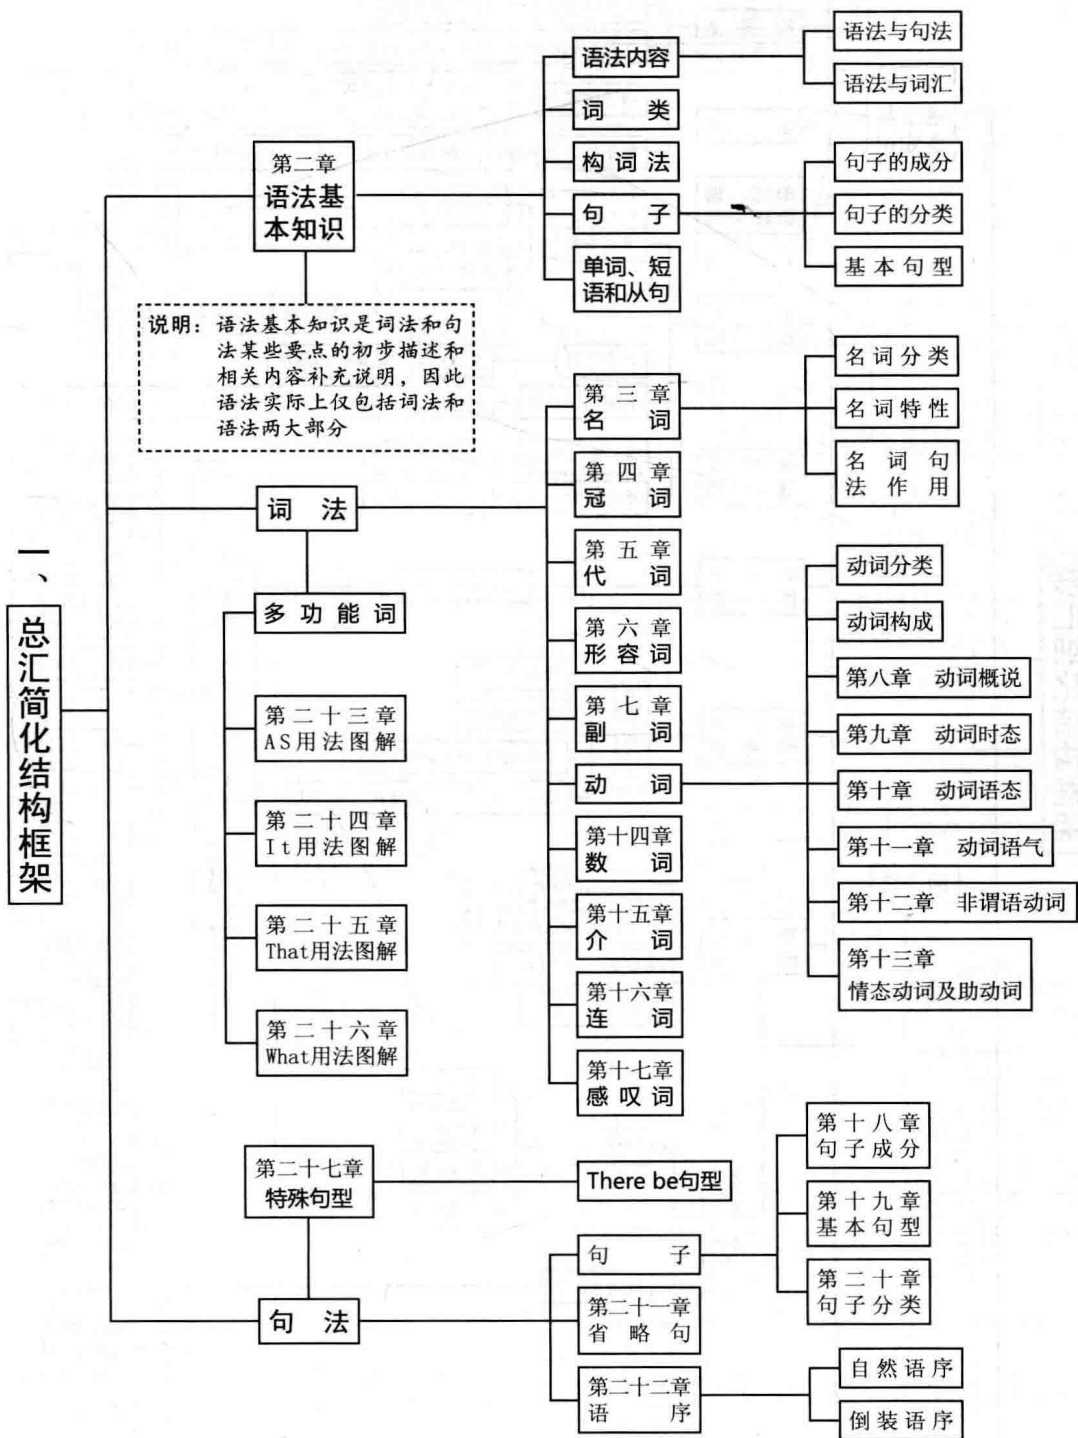 一、
总汇简化结构框架
第二章
语法基
本知识
说明：语法基本知识是词法和句
法某些要点的初步描述和
相关内容补充说明，因此
语法实际上仅包括词法和
语法两大部分
语法内容
语法与句法
语法与词汇
词类
构词法
句子
句子的成分
句子的分类
基本句型
单词、短
语和从句
词法
多功能词
第二十三章
AS用法图解
第二十四章
It用法图解
第二十五章
That用法图解
第二十六章
What用法图解
第三章
名词
名词分类
名词特性
名词句
法作用
第四章
冠词
第五章
代词
第六章
形容词
第七章
副词
动词
动词分类
动词构成
第八章 动词概说
第九章 动词时态
第十章 动词语态
第十一章 动词语气
第十二章 非谓语动词
第十三章
情态动词及助动词
第十四章
数词
第十五章
介词
第十六章
连词
第十七章
感叹词
第二十七章
特殊句型
There be句型
句法
句子
第十八章
句子成分
第十九章
基本句型
第二十章
句子分类
第二十一章
省略句
第二十二章
语序
自然语序
倒装语序